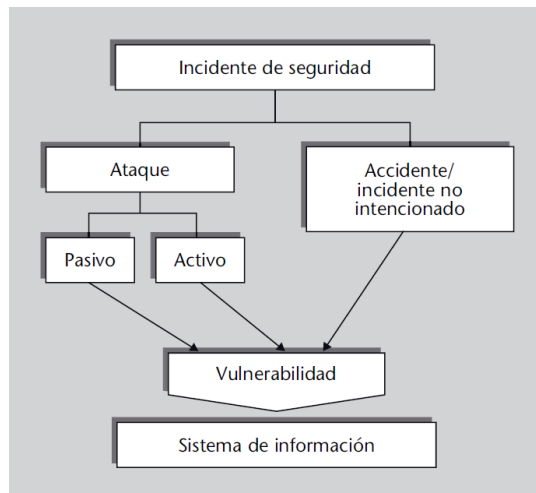 Incidente de seguridad
Ataque
Accidente/
incidente no
intencionado
Pasivo
Activo
Vulnerabilidad
Sistema de información